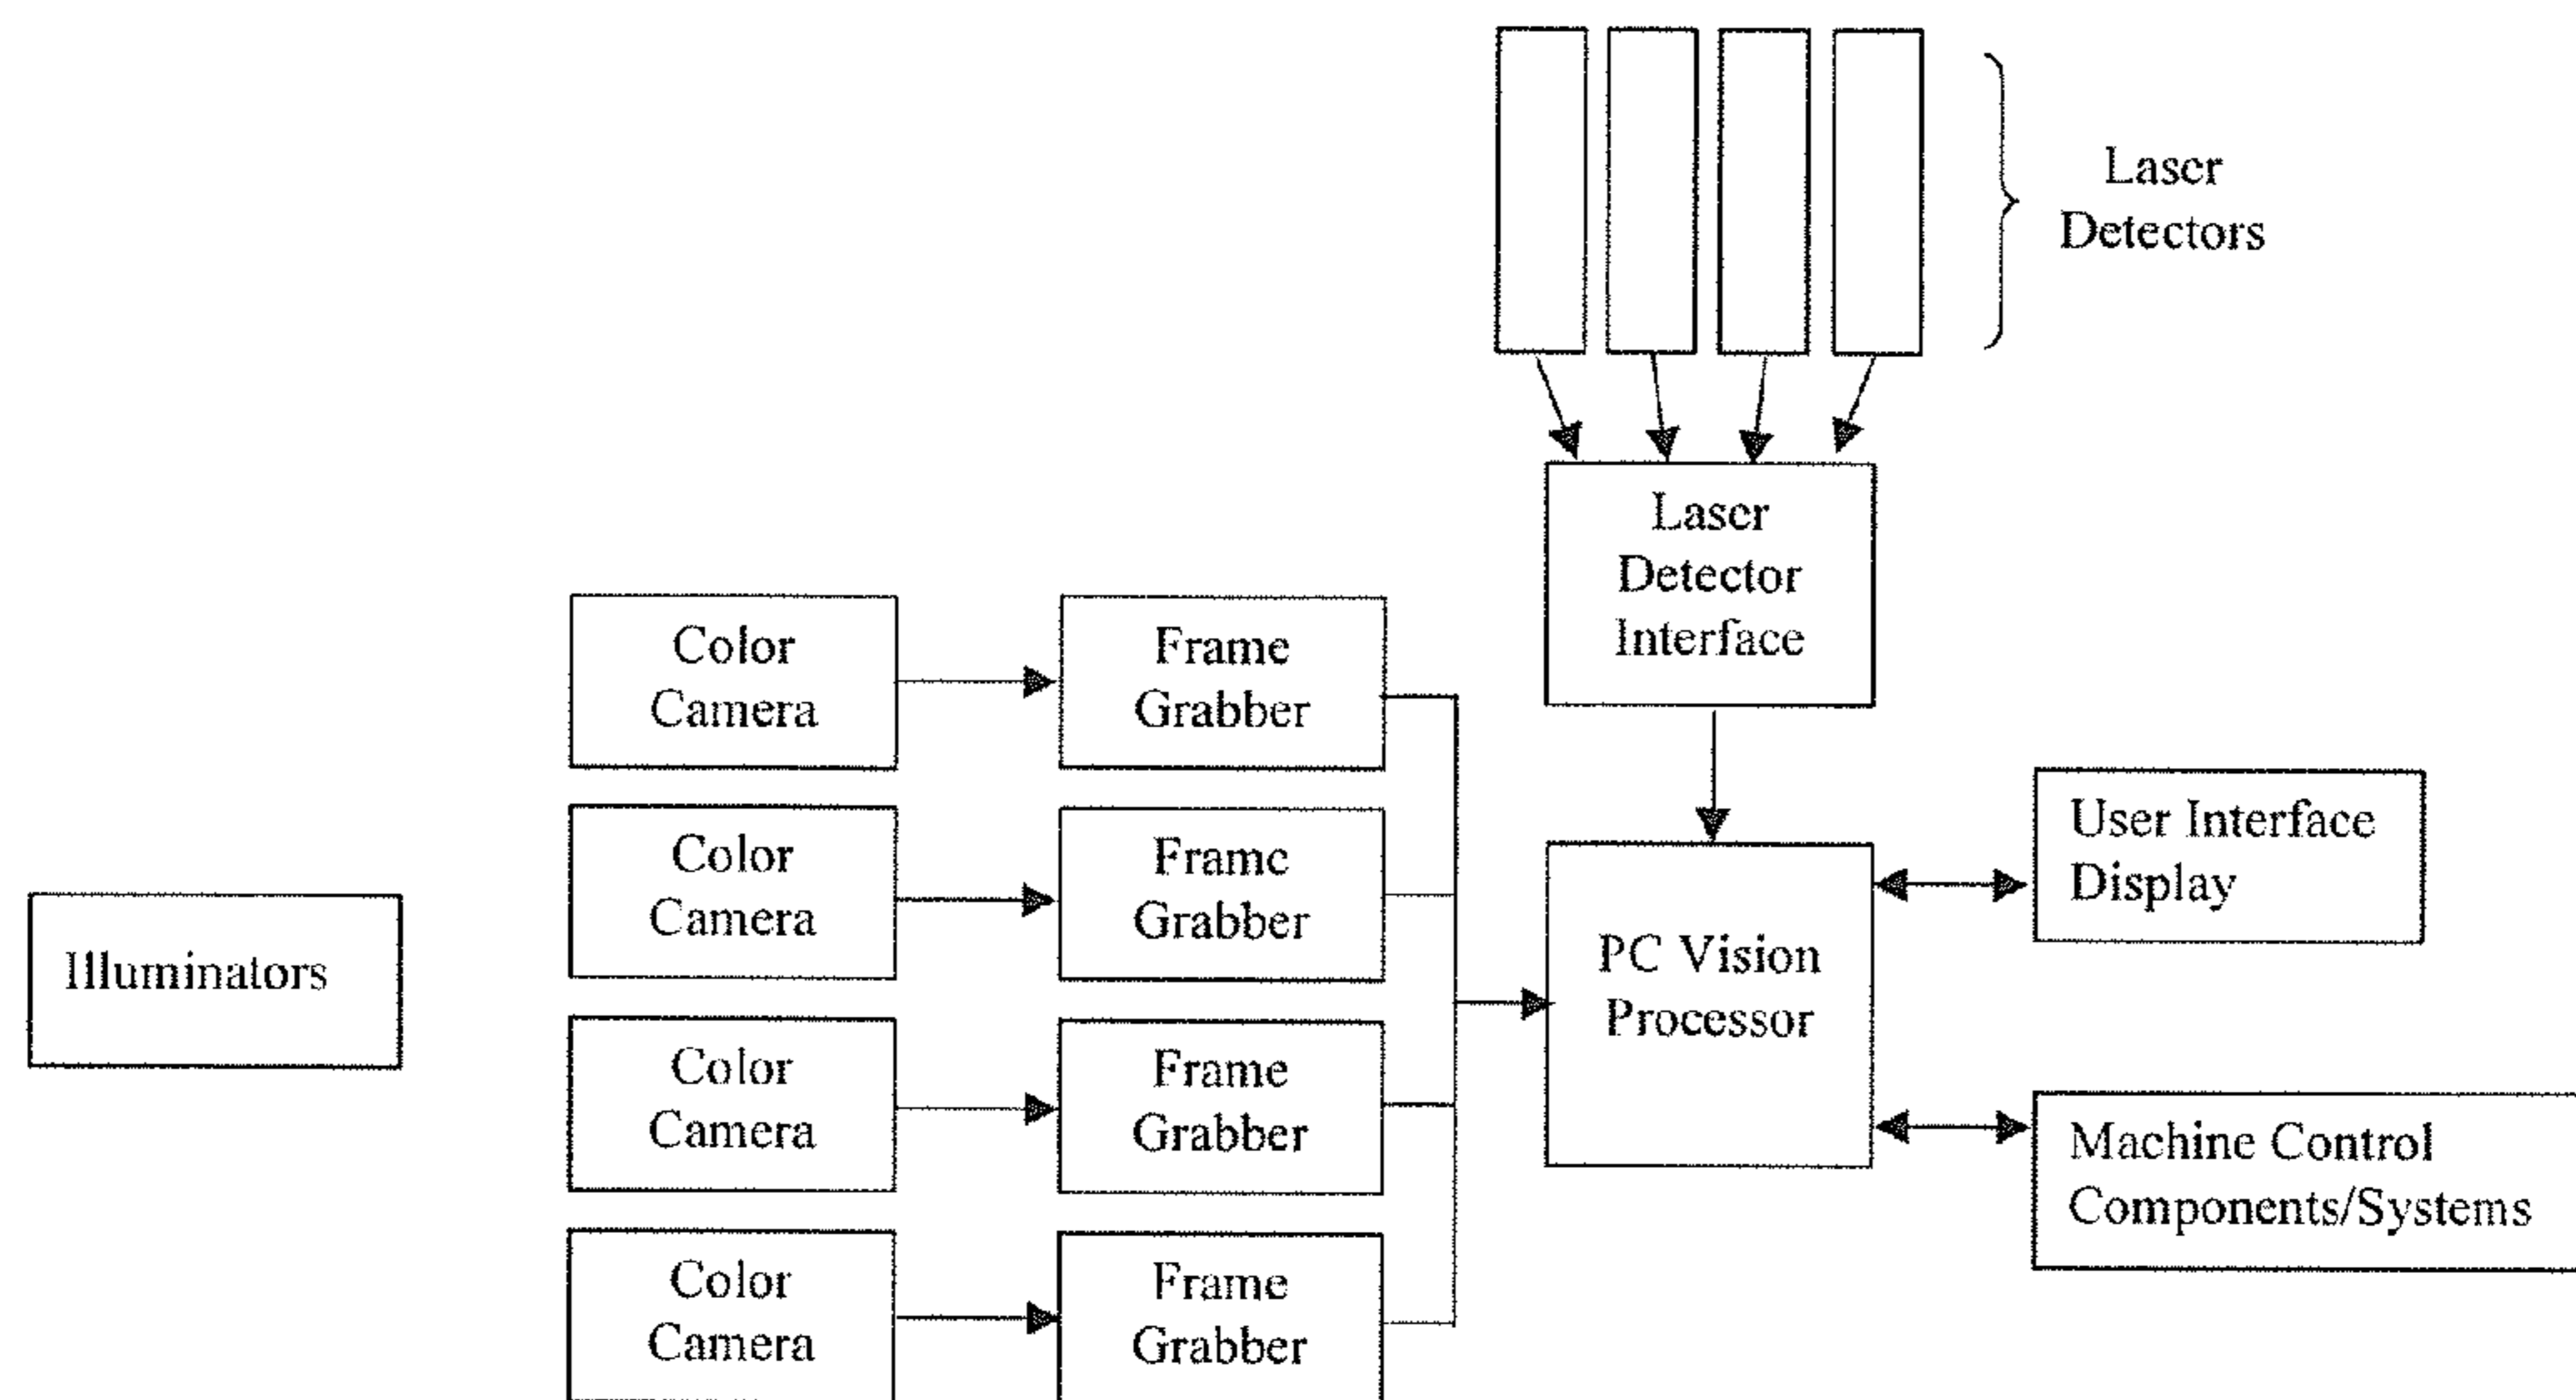 Laser
Detectors
Laser
Detector
Interface
Color
Camera
Frame
Grabber
Color
Camera
Frame
Grabber
Color
Camera
Frame
Grabber
Color
Camera
Frame
Grabber
Illuminators
PC Vision
Processor
User Interface
Display
Machine Control
Components/Systems